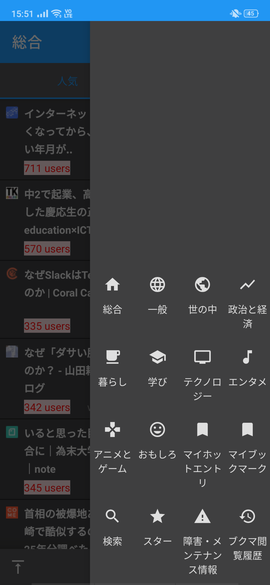 15:51
45
総合
人気
インターネッ
くなってから、
い年月が..
711 users
中2で起業、高
した慶応生の
education×ICT
570 users
なぜSlackはTe
のか | Coral Ca
335 users
なぜ「ダサい
のか？ - 山田
ログ
342 users
いると思った
合に｜為末大
｜note
345 users
首相の被爆地
崎で酷似する
総合
一般
世の中
政治と経
済
暮らし
学び
テクノロ
ジー
エンタメ
アニメと
ゲーム
おもしろ
マイホッ
トエント
リ
マイブッ
クマーク
検索
スター
障害・メ
ンテナン
ス情報
ブクマ閲
覧履歴